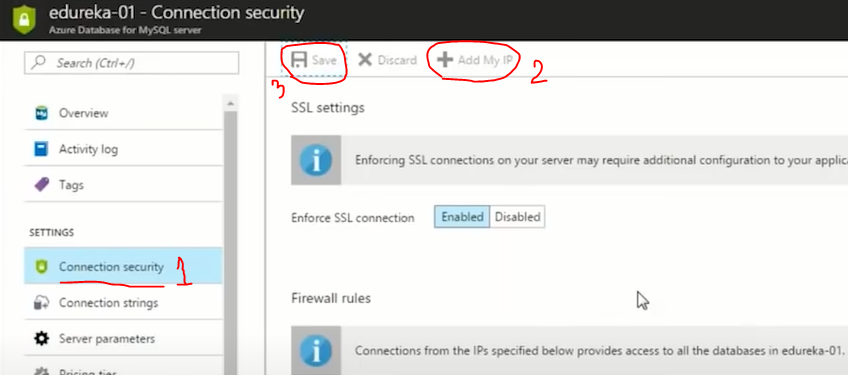 edureka-01 - Connection security
Azure Database for MySQL server
Search (Ctrl+/)
Overview
Activity log
Tags
SETTINGS
Connection security 1
Connection strings
Server parameters
Pricing tier
Save
Discard
Add My IP
3
2
SSL settings
Enforcing SSL connections on your server may require additional configuration to your applica
Enforce SSL connection
Enabled Disabled
Firewall rules
Connections from the IPs specified below provides access to all the databases in edureka-01.